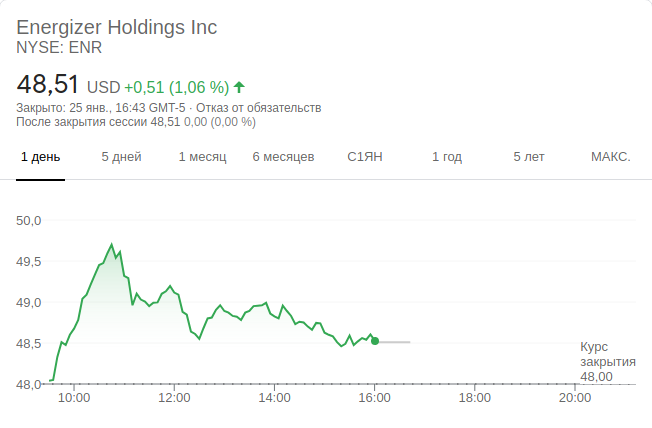 Energizer Holdings Inc
NYSE: ENR
48,51 USD +0,51 (1,06 %)
Закрыто: 25 янв., 16:43 GMT-5 · Отказ от обязательств
После закрытия сессии 48,51 0,00 (0,00 %)
1 день 5 дней 1 месяц 6 месяцев С1ЯН 1 год 5 лет МАКС.
50,0
49,5
49,0
48,5
Курс
закрытия
48,00
48,0
10:00 12:00 14:00 16:00 18:00 20:00